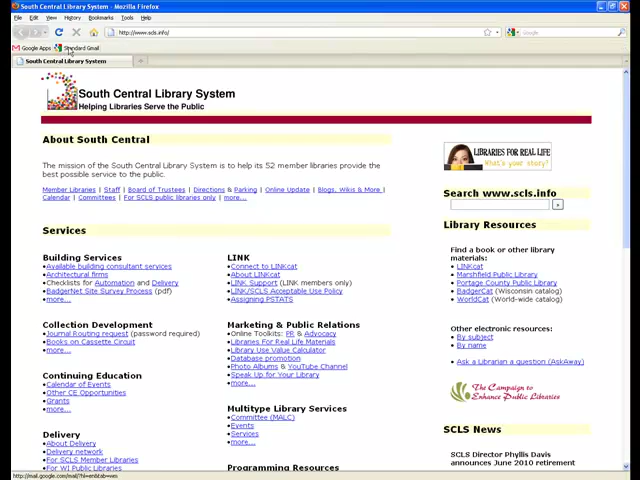 South Central Library System - Mozilla Firefox
File Edit View History Bookmarks Tools Help
http://www.scls.info/
Google
Google Apps Standard Gmail
South Central Library System
South Central Library System
Helping Libraries Serve the Public
About South Central
The mission of the South Central Library System is to help its 52 member libraries provide the
best possible service to the public.
Member Libraries | Staff | Board of Trustees | Directions & Parking | Online Update | Blogs, Wikis & More |
Calendar | Committees | For SCLS public libraries only | more...
Services
Building Services
•Available building consultant services
•Architectural firms
•Checklists for Automation and Delivery
•BadgerNet Site Survey Process (pdf)
•more...
Collection Development
•Journal Routing request (password required)
•Books on Cassette Circuit
•more...
Continuing Education
•Calendar of Events
•Other CE Opportunities
•Grants
•more...
Delivery
•About Delivery
•Delivery network
•For SCLS Member Libraries
•For WI Public Libraries
LINK
•Connect to LINKcat
•About LINKcat
•LINK Support (LINK members only)
•LINK/SCLS Acceptable Use Policy
•Assigning PSTATS
Marketing & Public Relations
•Online Toolkits: PR & Advocacy
•Libraries For Real Life Materials
•Library Use Value Calculator
•Database promotion
•Photo Albums & YouTube Channel
•Speak Up for Your Library
•more...
Multitype Library Services
•Committee (MALC)
•Events
•Services
•more...
Programming Resources
LIBRARIES FOR REAL LIFE
What's your story?
Search www.scls.info
Library Resources
Find a book or other library
materials:
•LINKcat
•Marshfield Public Library
•Portage County Public Library
•BadgerCat (Wisconsin catalog)
•WorldCat (World-wide catalog)
Other electronic resources:
•By subject
•By name
•Ask a Librarian a question (AskAway)
The Campaign to
Enhance Public Libraries
SCLS News
SCLS Director Phyllis Davis
announces June 2010 retirement
http://mail.google.com/mail/?hl=en&tab=wm